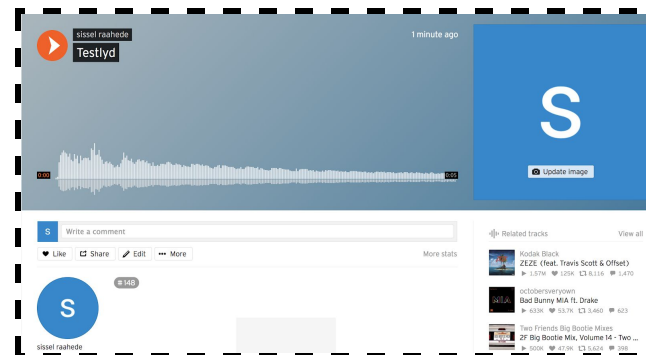 sissel raahede
1 minute ago
Testlyd
S
Update image
0:00
0:05
S
Write a comment
Like
Share
Edit
More
More stats
Related tracks
View all
S
#148
sissel raahede
Kodak Black
ZEZE (feat. Travis Scott & Offset)
1.57M 125K 8,116 1,470
octobersveryown
MIA
Bad Bunny MIA ft. Drake
633K 53.7K 3,460 623
Two Friends Big Bootie Mixes
2F Big Bootie Mix, Volume 14 - Two ...
500K 47.9K 5,624 398